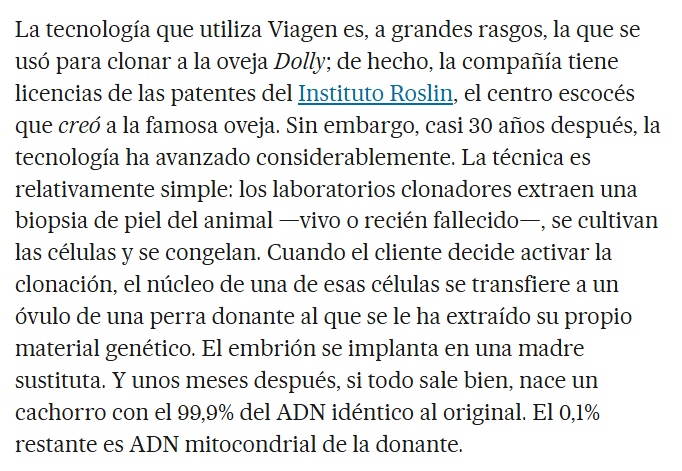 La tecnología que utiliza Viagen es, a grandes rasgos, la que se
usó para clonar a la oveja Dolly; de hecho, la compañía tiene
licencias de las patentes del Instituto Roslin, el centro escocés
que creó a la famosa oveja. Sin embargo, casi 30 años después, la
tecnología ha avanzado considerablemente. La técnica es
relativamente simple: los laboratorios clonadores extraen una
biopsia de piel del animal —vivo o recién fallecido—, se cultivan
las células y se congelan. Cuando el cliente decide activar la
clonación, el núcleo de una de esas células se transfiere a un
óvulo de una perra donante al que se le ha extraído su propio
material genético. El embrión se implanta en una madre
sustituta. Y unos meses después, si todo sale bien, nace un
cachorro con el 99,9% del ADN idéntico al original. El 0,1%
restante es ADN mitocondrial de la donante.